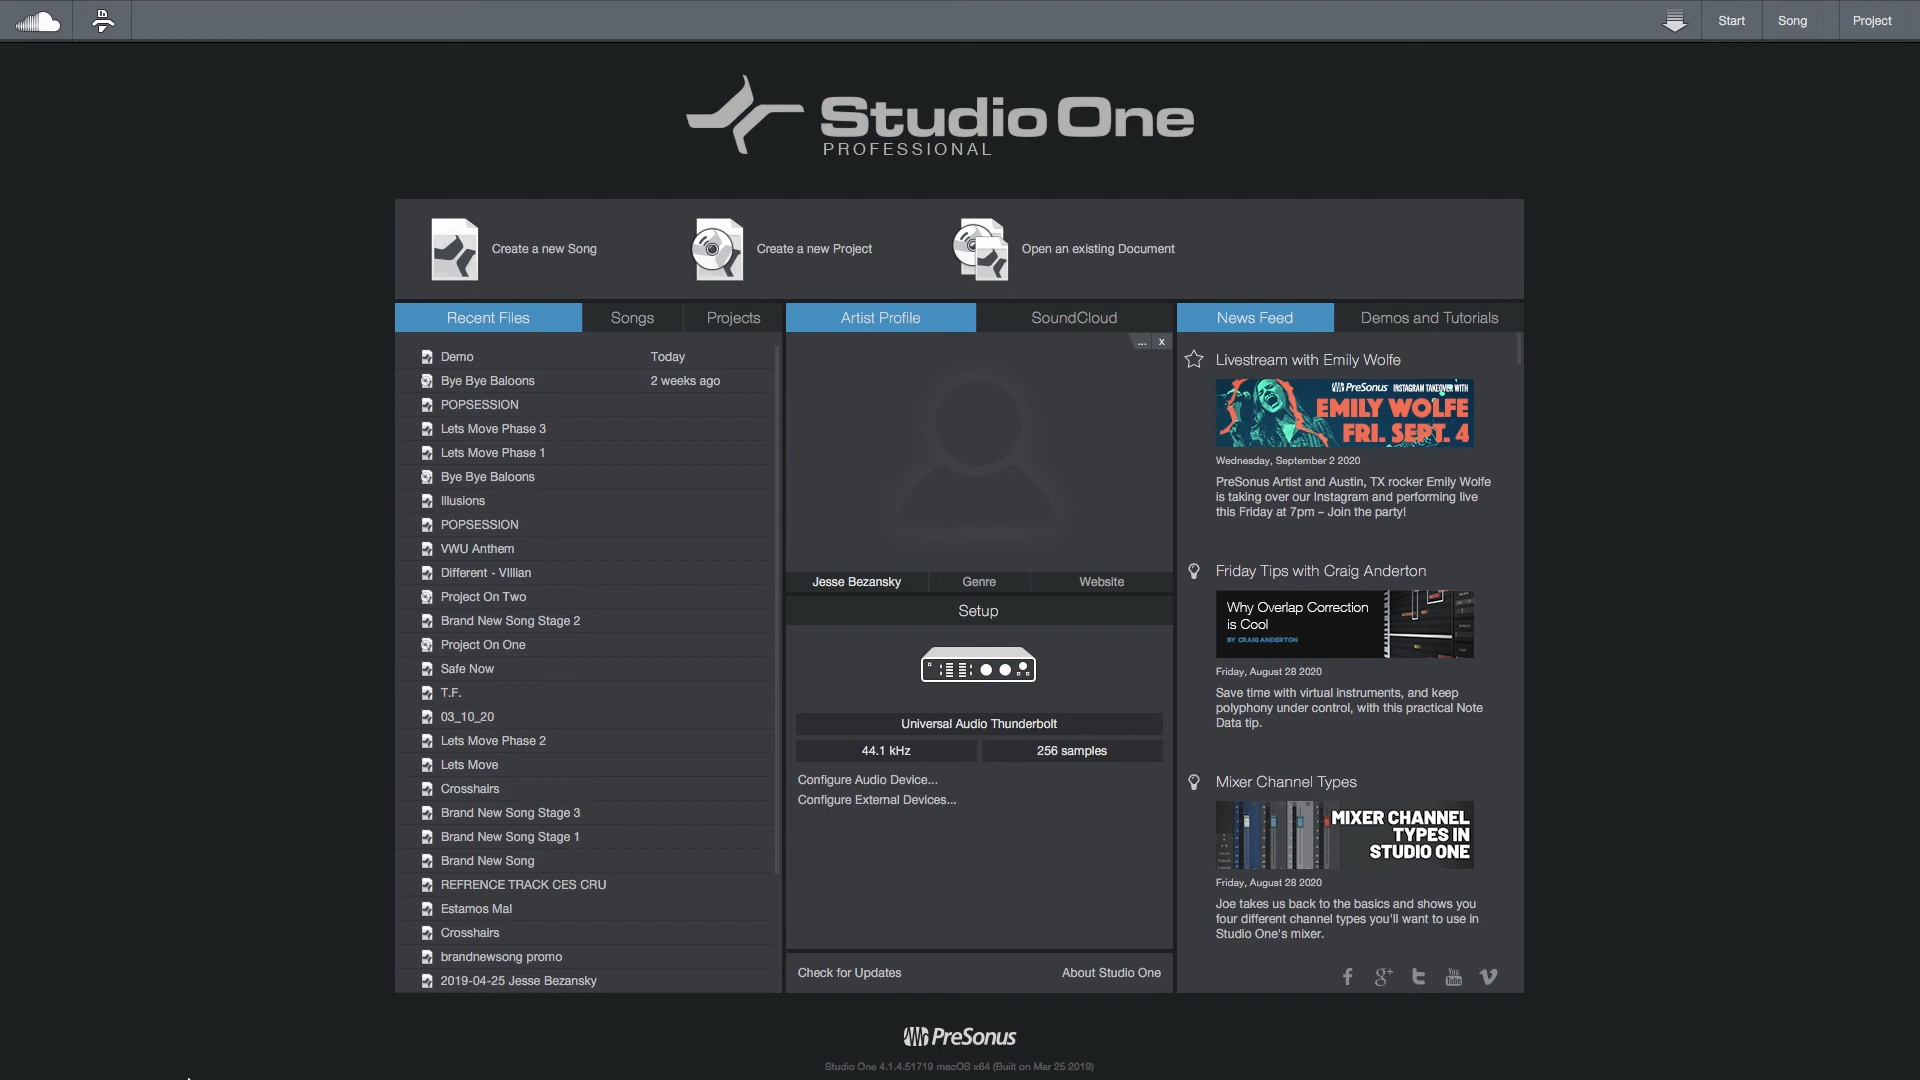 Start
Song
Project
Studio One
PROFESSIONAL
Create a new Song
Create a new Project
Open an existing Document
Recent Files
Songs
Projects
Demo Today
Bye Bye Baloons 2 weeks ago
POPSESSION
Lets Move Phase 3
Lets Move Phase 1
Bye Bye Baloons
Illusions
POPSESSION
VWU Anthem
Different - VIllian
Project On Two
Brand New Song Stage 2
Project On One
Safe Now
T.F.
03_10_20
Lets Move Phase 2
Lets Move
Crosshairs
Brand New Song Stage 3
Brand New Song Stage 1
Brand New Song
REFRENCE TRACK CES CRU
Estamos Mal
Crosshairs
brandnewsong promo
2019-04-25 Jesse Bezansky
Artist Profile
SoundCloud
... x
Jesse Bezansky
Genre
Website
Setup
Universal Audio Thunderbolt
44.1 kHz
256 samples
Configure Audio Device...
Configure External Devices...
Check for Updates
About Studio One
News Feed
Demos and Tutorials
Livestream with Emily Wolfe
PreSonus INSTAGRAM TAKEOVER WITH
EMILY WOLFE
FRI. SEPT. 4
Wednesday, September 2 2020
PreSonus Artist and Austin, TX rocker Emily Wolfe
is taking over our Instagram and performing live
this Friday at 7pm – Join the party!
Friday Tips with Craig Anderton
Why Overlap Correction
is Cool
BY CRAIG ANDERTON
Friday, August 28 2020
Save time with virtual instruments, and keep
polyphony under control, with this practical Note
Data tip.
Mixer Channel Types
MIXER CHANNEL
TYPES IN
STUDIO ONE
Friday, August 28 2020
Joe takes us back to the basics and shows you
four different channel types you'll want to use in
Studio One's mixer.
f g+ t You Tube v
PreSonus
Studio One 4.1.4.51719 macOS x64 (Built on Mar 25 2019)